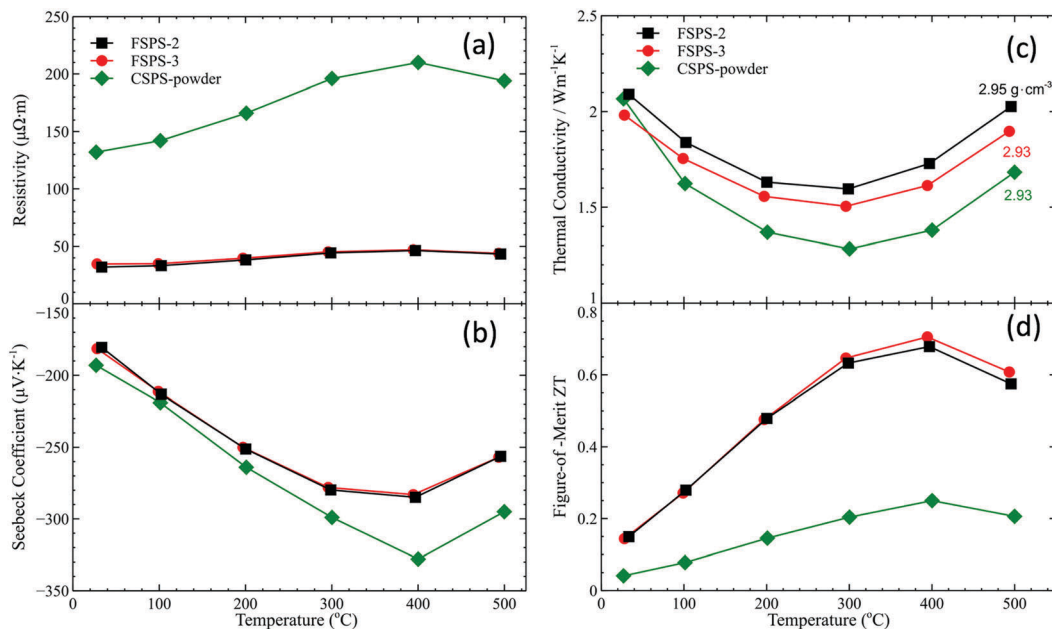 (a)
FSPS-2
FSPS-3
CSPS-powder
Resistivity (μΩ·m)
250
200
150
100
50
0
(b)
Seebeck Coefficient (μV·K⁻¹)
−150
−200
−250
−300
−350
0 100 200 300 400 500
Temperature (ºC)
(c)
FSPS-2
FSPS-3
CSPS-powder
Thermal Conductivity / Wm⁻¹K⁻¹
2.5
2
1.5
1
2.95 g·cm⁻³
2.93
2.93
(d)
Figure-of -Merit ZT
0.8
0.6
0.4
0.2
0
0 100 200 300 400 500
Temperature (ºC)